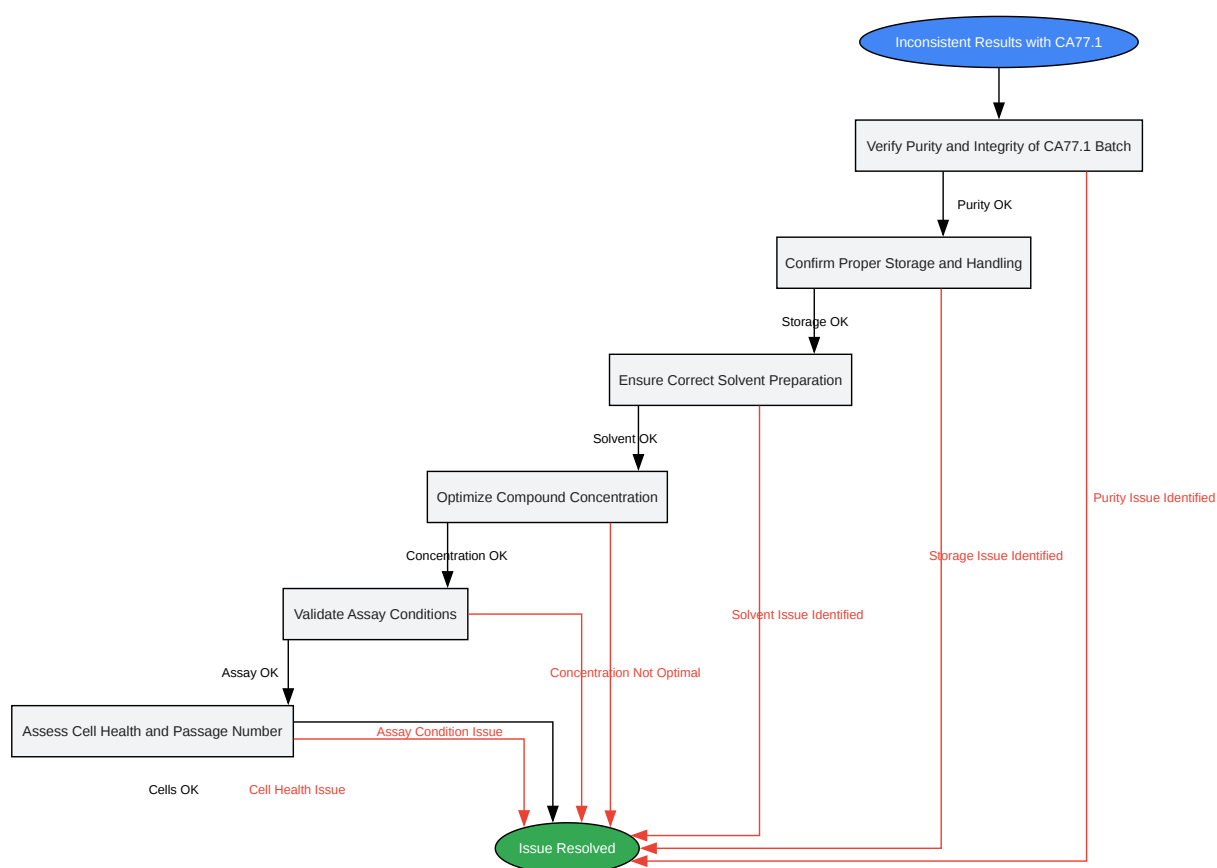 Inconsistent Results with CA77.1
Verify Purity and Integrity of CA77.1 Batch
Purity OK
Confirm Proper Storage and Handling
Storage OK
Ensure Correct Solvent Preparation
Solvent OK
Optimize Compound Concentration
Purity Issue Identified
Concentration OK
Storage Issue Identified
Validate Assay Conditions
Solvent Issue Identified
Assay OK
Concentration Not Optimal
Assess Cell Health and Passage Number
Assay Condition Issue
Cells OK
Cell Health Issue
Issue Resolved